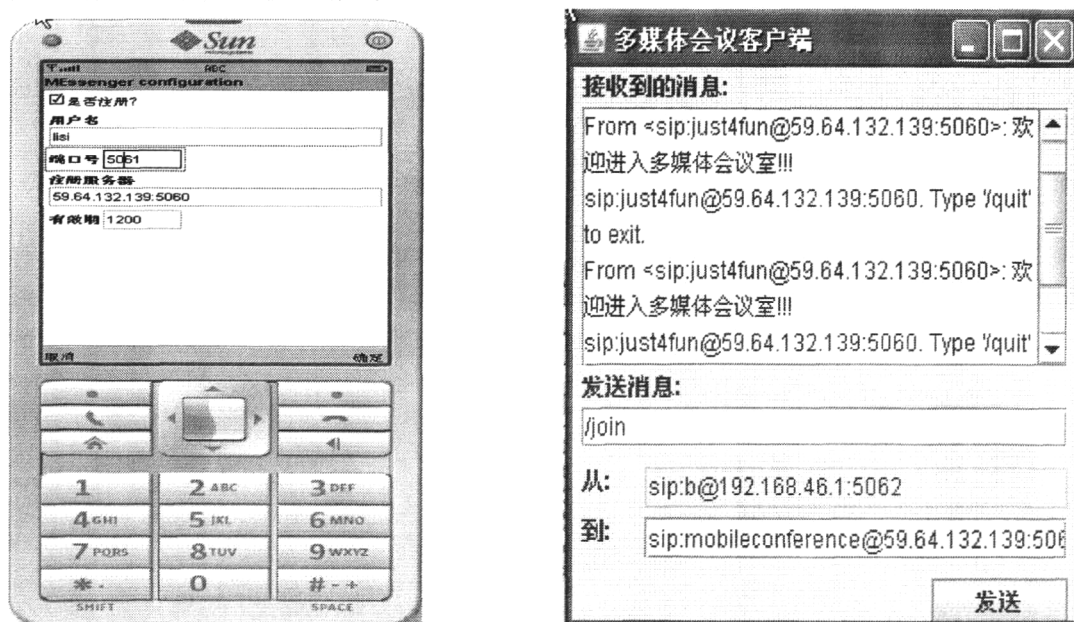 Sun
ABC
MEssenger configuration
是否注册?
用户名
lisi
端口号 5061
注册服务器
59.64.132.139:5060
有效期 1200
取消 确定
1 2 ABC 3 DEF
4 GHI 5 JKL 6 MNO
7 PQRS 8 TUV 9 WXYZ
* . 0 # - +
SHIFT SPACE
多媒体会议客户端
接收到的消息:
From <sip:just4fun@59.64.132.139:5060>: 欢
迎进入多媒体会议室!!!
sip:just4fun@59.64.132.139:5060. Type '/quit'
to exit.
From <sip:just4fun@59.64.132.139:5060>: 欢
迎进入多媒体会议室!!!
sip:just4fun@59.64.132.139:5060. Type '/quit'
发送消息:
/join
从: sip:b@192.168.46.1:5062
到: sip:mobileconference@59.64.132.139:506
发送